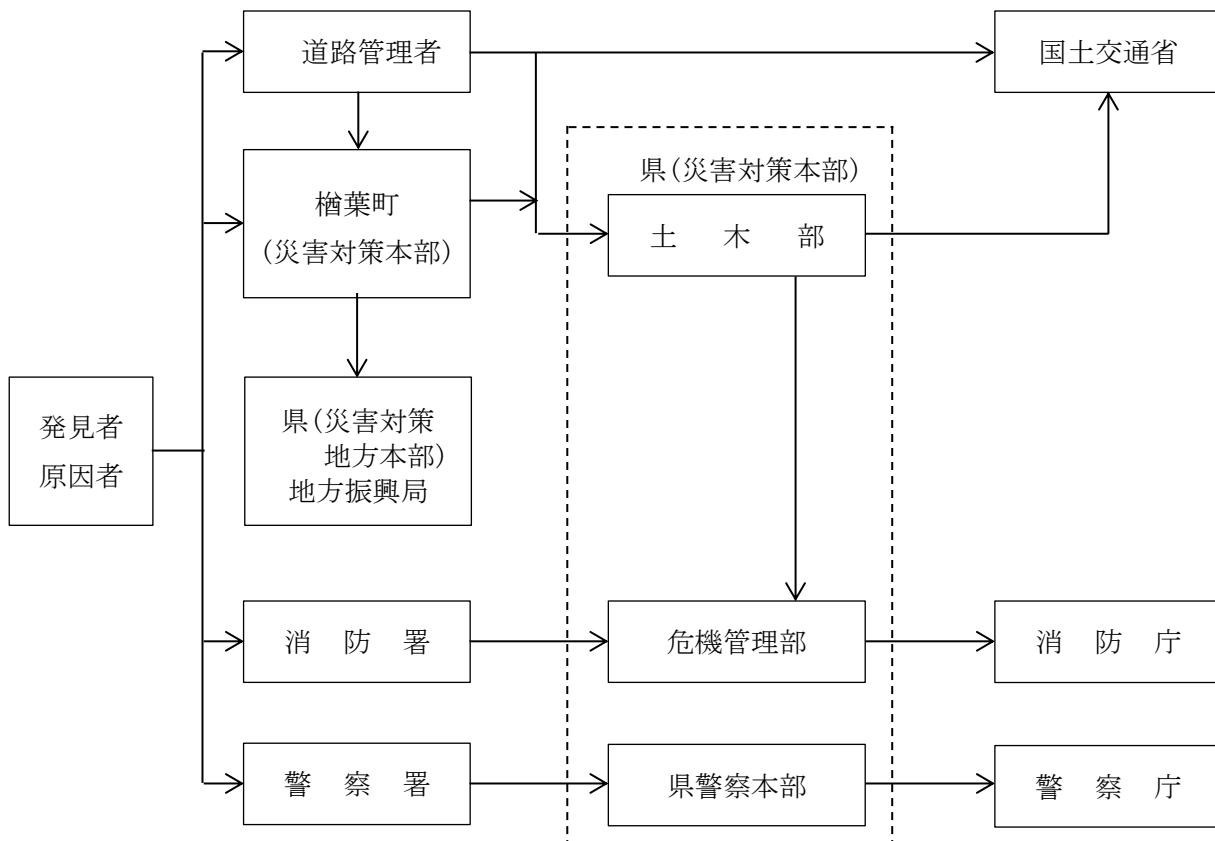 道路管理者
国土交通省
楢葉町
(災害対策本部)
県(災害対策本部)
土木部
発見者
原因者
県(災害対策
地方本部)
地方振興局
消防署
危機管理部
消防庁
警察署
県警察本部
警察庁